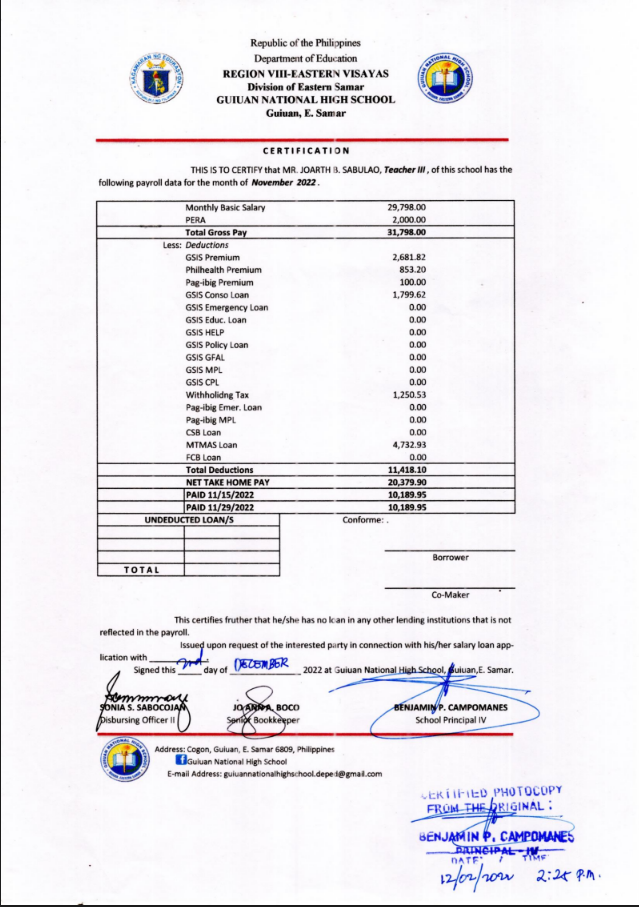 Republic of the Philippines
Department of Education
REGION VIII-EASTERN VISAYAS
Division of Eastern Samar
GUIUAN NATIONAL HIGH SCHOOL
Guiuan, E. Samar
CERTIFICATION
THIS IS TO CERTIFY that MR. JOARTH B. SABULAO, Teacher III, of this school has the
following payroll data for the month of November 2022.
Monthly Basic Salary 29,798.00
PERA 2,000.00
Total Gross Pay 31,798.00
Less: Deductions
GSIS Premium 2,681.82
Philhealth Premium 853.20
Pag-ibig Premium 100.00
GSIS Conso Loan 1,799.62
GSIS Emergency Loan 0.00
GSIS Educ. Loan 0.00
GSIS HELP 0.00
GSIS Policy Loan 0.00
GSIS GFAL 0.00
GSIS MPL 0.00
GSIS CPL 0.00
Withholidng Tax 1,250.53
Pag-ibig Emer. Loan 0.00
Pag-ibig MPL 0.00
CSB Loan 0.00
MTMAS Loan 4,732.93
FCB Loan 0.00
Total Deductions 11,418.10
NET TAKE HOME PAY 20,379.90
PAID 11/15/2022 10,189.95
PAID 11/29/2022 10,189.95
UNDEDUCTED LOAN/S Conforme: .
Borrower
TOTAL
Co-Maker
This certifies fruther that he/she has no loan in any other lending institutions that is not
reflected in the payroll.
Issued upon request of the interested party in connection with his/her salary loan app-
lication with ________.
Signed this 2nd day of DECEMBER 2022 at Guiuan National High School, Guiuan,E. Samar.
SONIA S. SABOCOJAN JO ANNA. BOCO BENJAMIN P. CAMPOMANES
Disbursing Officer II Senior Bookkeeper School Principal IV
Address: Cogon, Guiuan, E. Samar 6809, Philippines
Guiuan National High School
E-mail Address: guiuannationalhighschool.deped@gmail.com
CERTIFIED PHOTOCOPY
FROM THE ORIGINAL:
BENJAMIN P. CAMPOMANES
PRINCIPAL - IV
DATE: / TIME
12/02/2022 2:25 P.M.